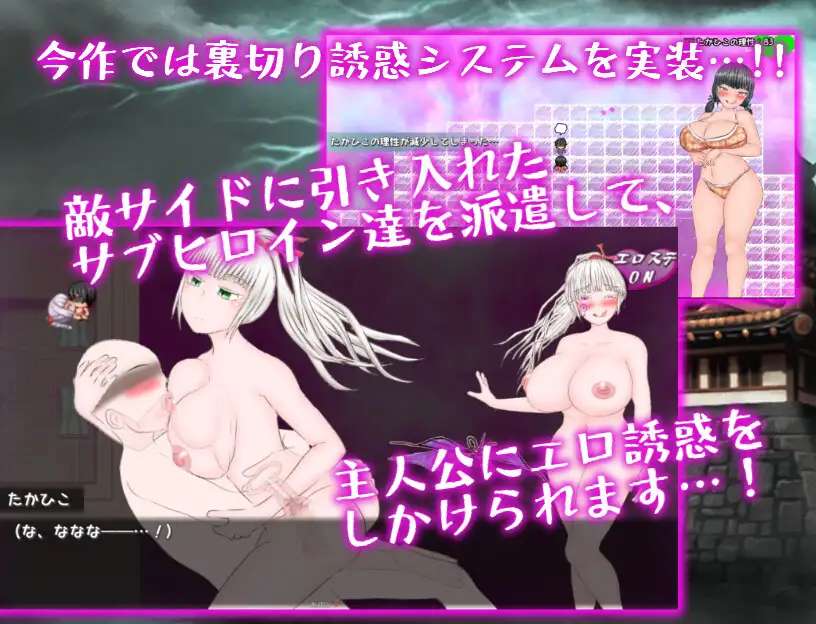 今作では裏切り誘惑システムを実装…!!
たかひこの理性 83
たかひこの理性が減少してしまった…
敵サイドに引き入れた
サブヒロイン達を派遣して、
エロステ
ON
主人公にエロ誘惑を
しかけられます…！
たかひこ
(な、ななな――…！)